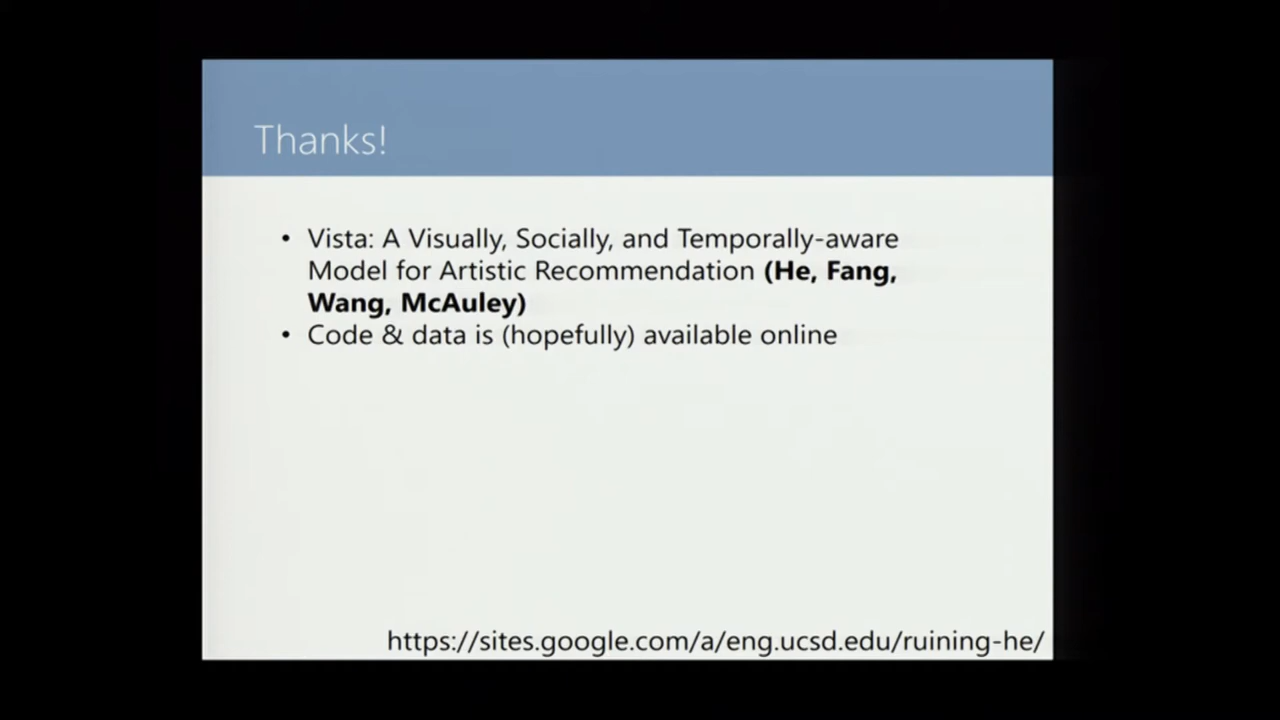 Thanks!
• Vista: A Visually, Socially, and Temporally-aware
Model for Artistic Recommendation (He, Fang,
Wang, McAuley)
• Code & data is (hopefully) available online
https://sites.google.com/a/eng.ucsd.edu/ruining-he/